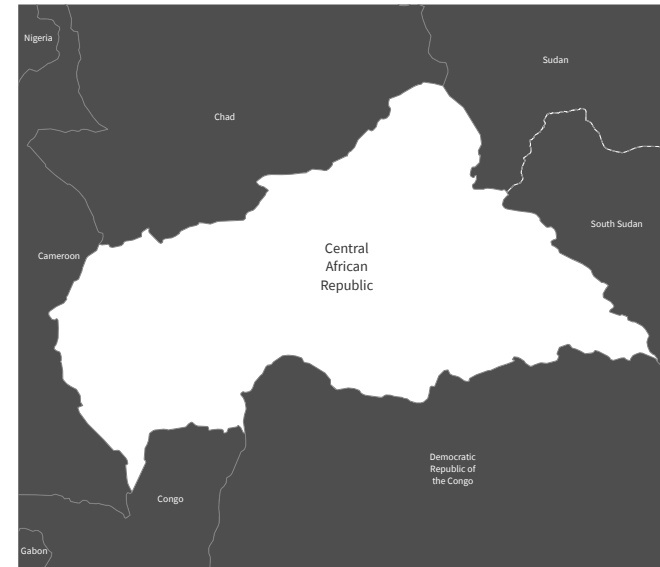 Nigeria
Sudan
Chad
South Sudan
Central
African
Republic
Cameroon
Democratic
Republic of
the Congo
Congo
Gabon